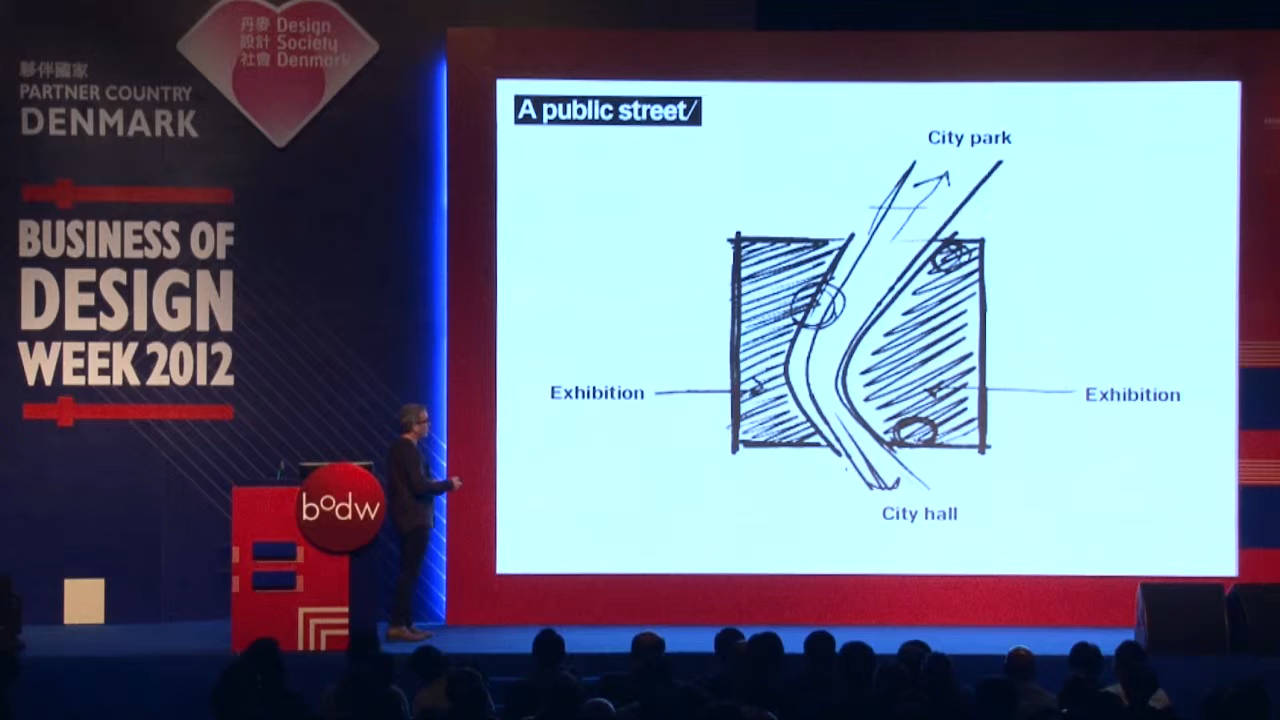 丹麥 Design
設計 Society
社會 Denmark
夥伴國家
PARTNER COUNTRY
DENMARK
BUSINESS OF
DESIGN
WEEK 2012
bodw
A public street/
City park
Exhibition
Exhibition
City hall